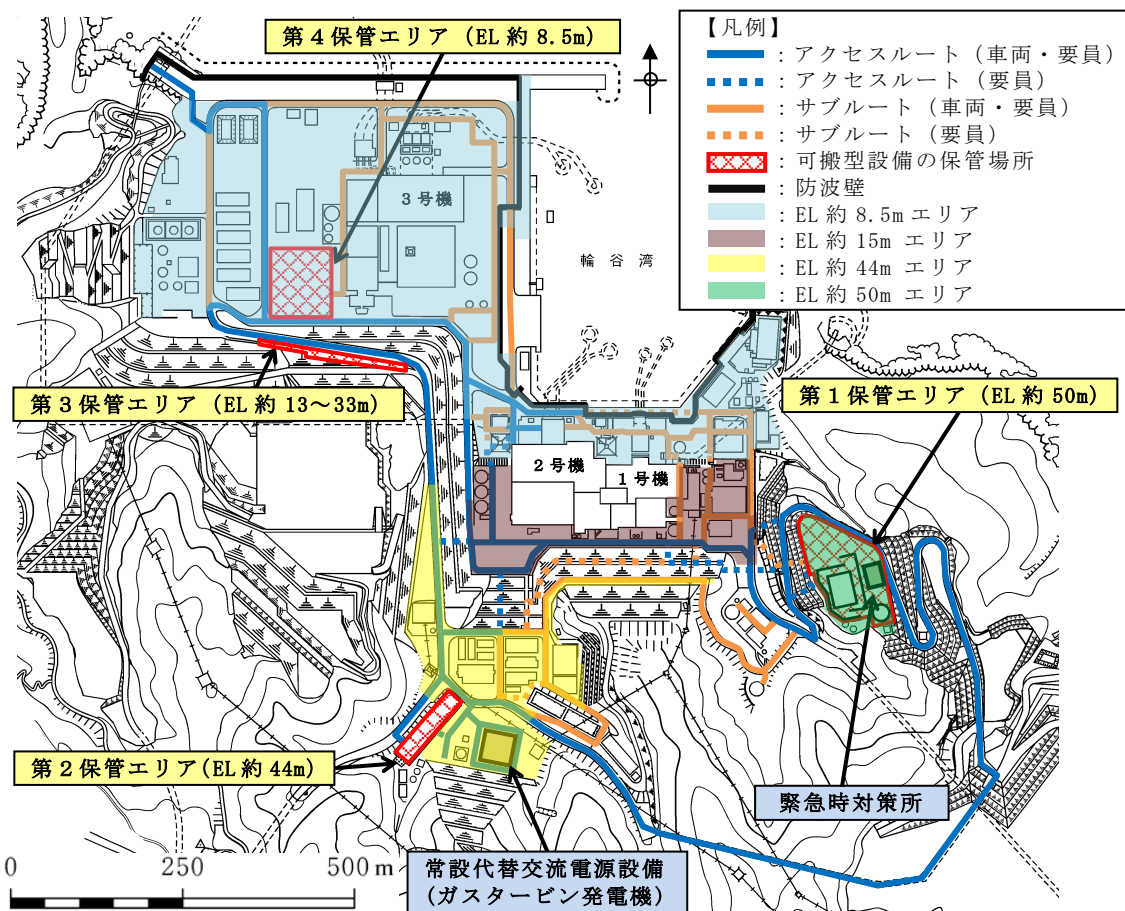 第4保管エリア (EL 約 8.5m)
【凡例】
：アクセスルート（車両・要員）
：アクセスルート（要員）
：サブルート（車両・要員）
：サブルート（要員）
：可搬型設備の保管場所
：防波壁
：EL 約 8.5m エリア
：EL 約 15m エリア
：EL 約 44m エリア
：EL 約 50m エリア
3号機
輪谷湾
第3保管エリア (EL 約 13～33m)
第1保管エリア (EL 約 50m)
2号機
1号機
第2保管エリア(EL 約 44m)
緊急時対策所
常設代替交流電源設備
(ガスタービン発電機)
0 250 500 m